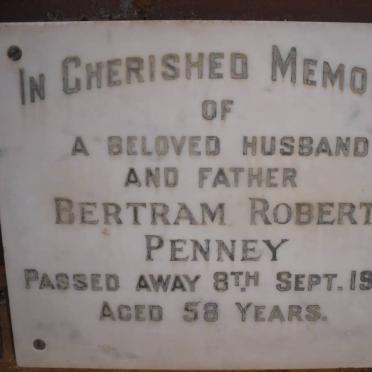 In Cherished Memo
of
a beloved husband
and father
Bertram Robert
Penney
Passed away 8th Sept. 19
Aged 58 Years.